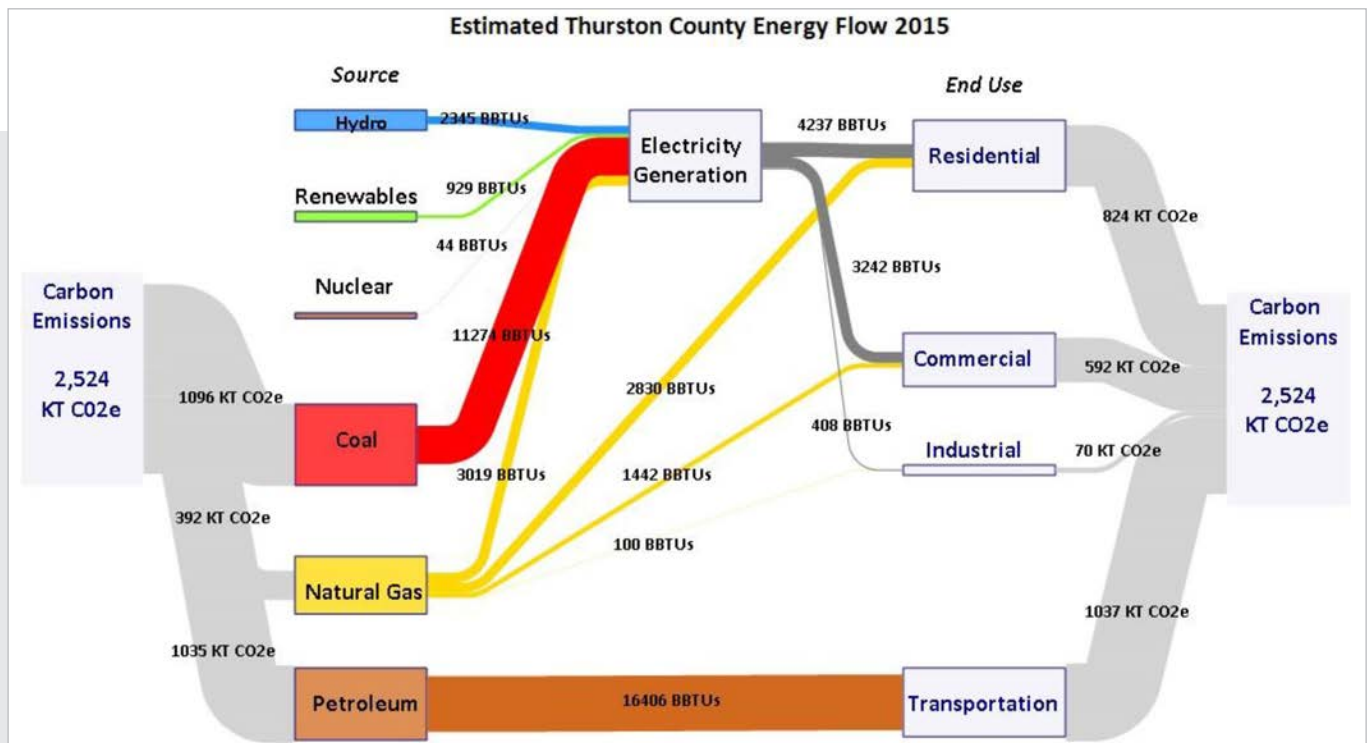 Estimated Thurston County Energy Flow 2015
Source
End Use
Hydro
2345 BBTUs
Electricity
Generation
4237 BBTUs
Residential
Renewables
929 BBTUs
824 KT CO2e
44 BBTUs
3242 BBTUs
Nuclear
Carbon
Emissions
2,524
KT C02e
11274 BBTUs
Commercial
592 KT CO2e
Carbon
Emissions
2,524
KT CO2e
1096 KT CO2e
2830 BBTUs
408 BBTUs
Coal
Industrial
70 KT CO2e
3019 BBTUs
1442 BBTUs
392 KT CO2e
100 BBTUs
Natural Gas
1037 KT CO2e
1035 KT CO2e
Petroleum
16406 BBTUs
Transportation